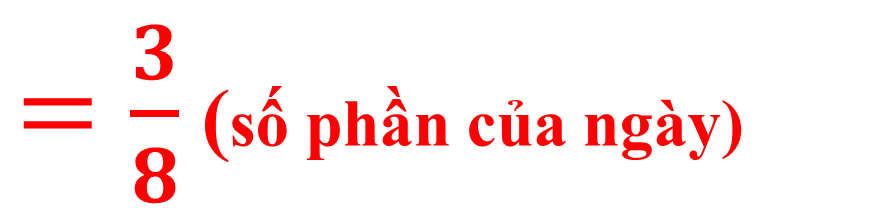 = 3/8 (số phần của ngày)